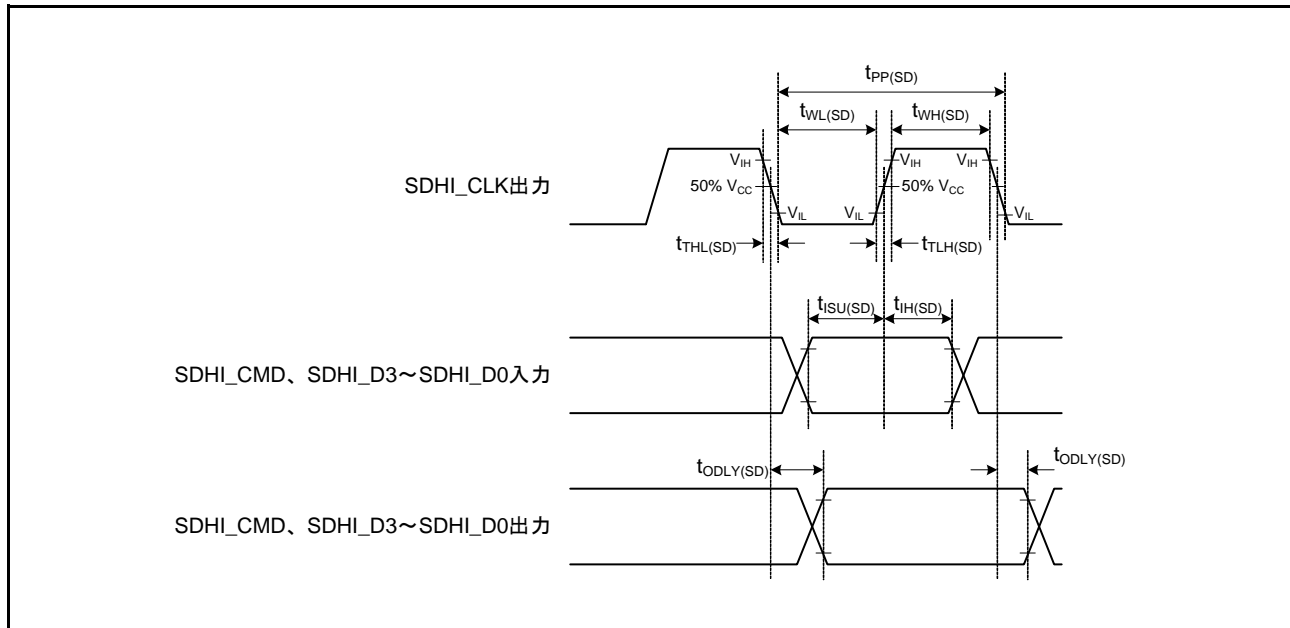 tPP(SD)
tWL(SD) tWH(SD)
VIH VIH VIH
SDHI_CLK出力 50% VCC 50% VCC
VIL VIL VIL
tTHL(SD) tTLH(SD)
tISU(SD) tIH(SD)
SDHI_CMD、SDHI_D3～SDHI_D0入力
tODLY(SD) tODLY(SD)
SDHI_CMD、SDHI_D3～SDHI_D0出力